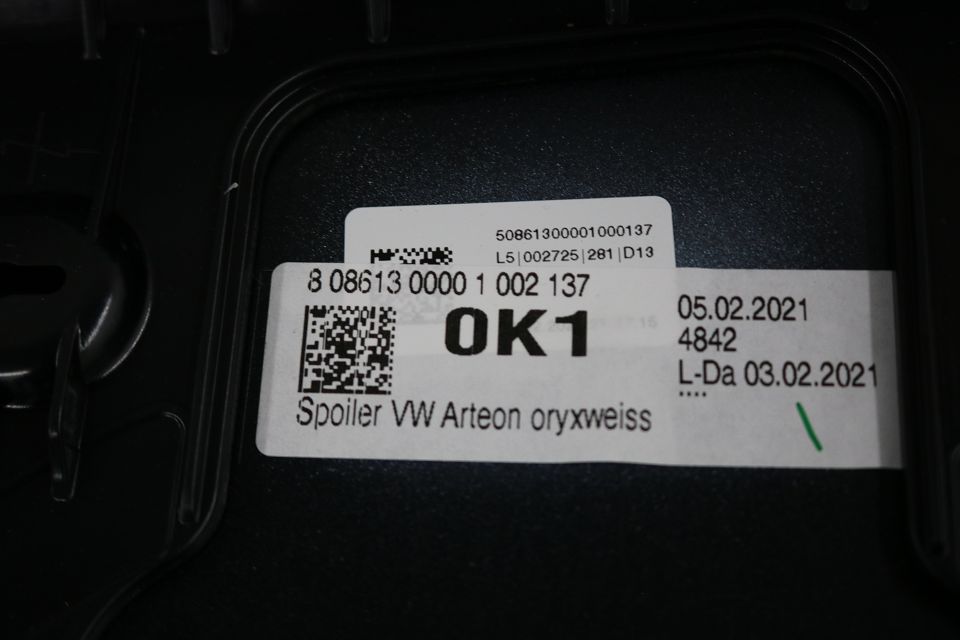 50861300001000137
L5|002725|281|D13
8 08613 0000 1 002 137
0K1
05.02.2021
4842
L-Da 03.02.2021
Spoiler VW Arteon oryxweiss